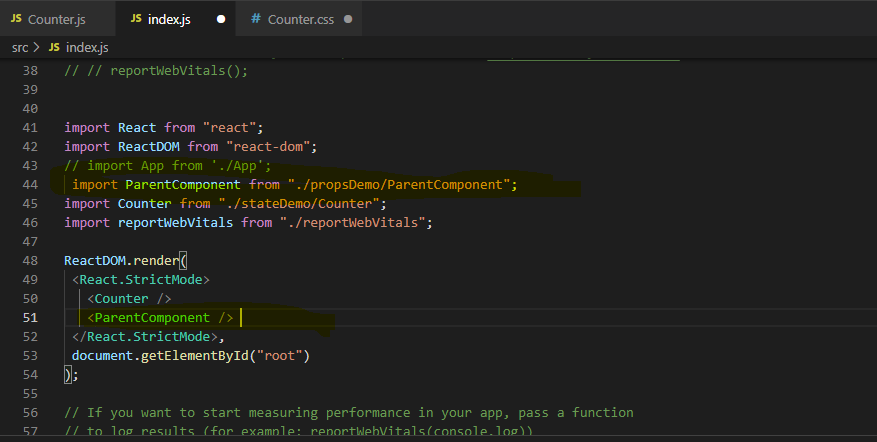 JS Counter.js JS index.js # Counter.css
src > JS index.js
38 // // reportWebVitals();
39
40
41 import React from "react";
42 import ReactDOM from "react-dom";
43 // import App from './App';
44 import ParentComponent from "./propsDemo/ParentComponent";
45 import Counter from "./stateDemo/Counter";
46 import reportWebVitals from "./reportWebVitals";
47
48 ReactDOM.render(
49 <React.StrictMode>
50 <Counter />
51 <ParentComponent />
52 </React.StrictMode>,
53 document.getElementById("root")
54 );
55
56 // If you want to start measuring performance in your app, pass a function
57 // to log results (for example: reportWebVitals(console.log))